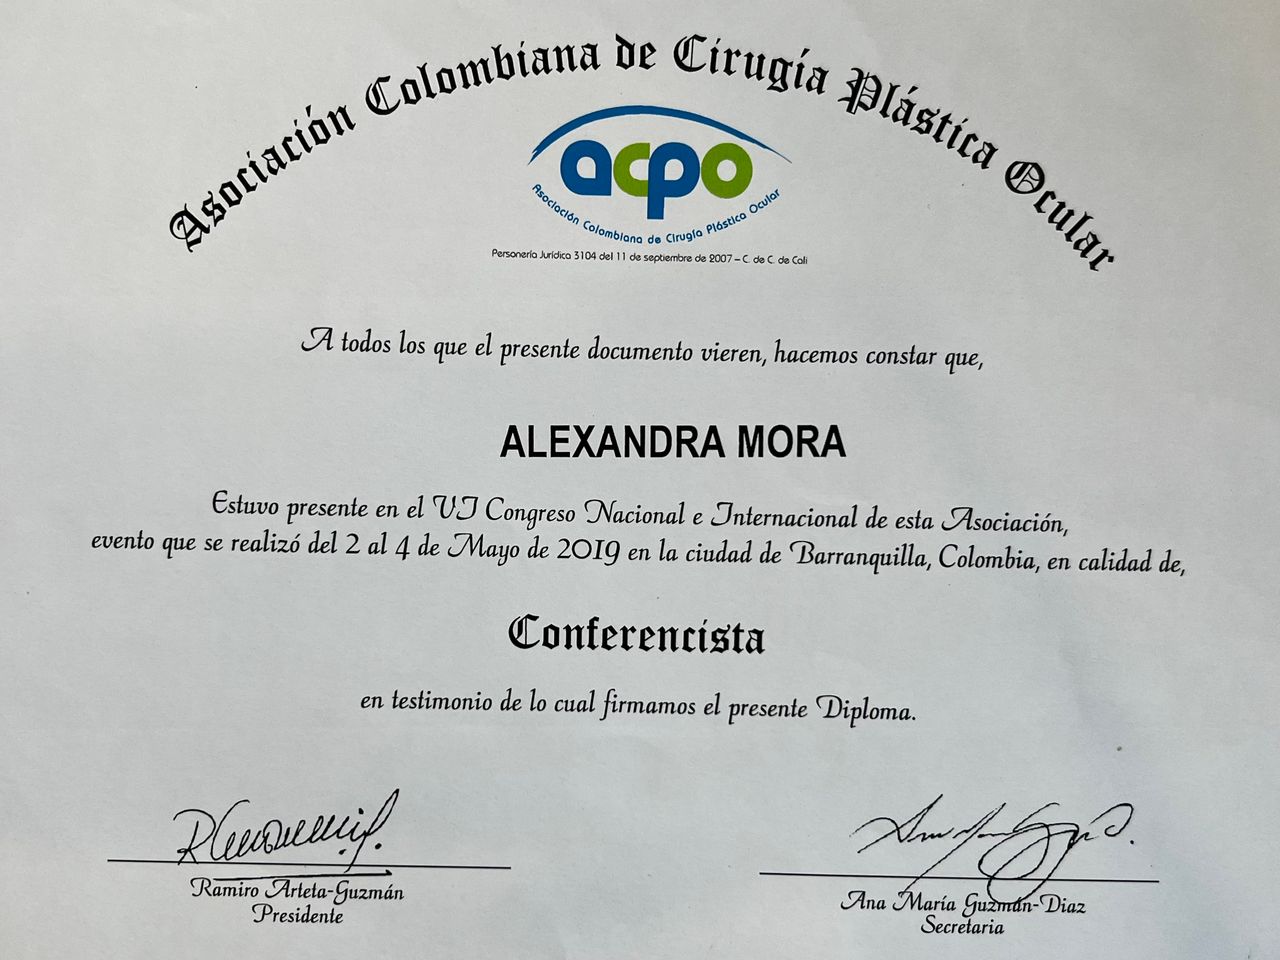 Asociación Colombiana de Cirugía Plástica Ocular
acpo
Asociación Colombiana de Cirugía Plástica Ocular
Personería Jurídica 3104 del 11 de septiembre de 2007 – C. de C. de Cali
A todos los que el presente documento vieren, hacemos constar que,
ALEXANDRA MORA
Estuvo presente en el VI Congreso Nacional e Internacional de esta Asociación,
evento que se realizó del 2 al 4 de Mayo de 2019 en la ciudad de Barranquilla, Colombia, en calidad de,
Conferencista
en testimonio de lo cual firmamos el presente Diploma.
Ramiro Arteta-Guzmán
Presidente
Ana María Guzmán-Diaz
Secretaria